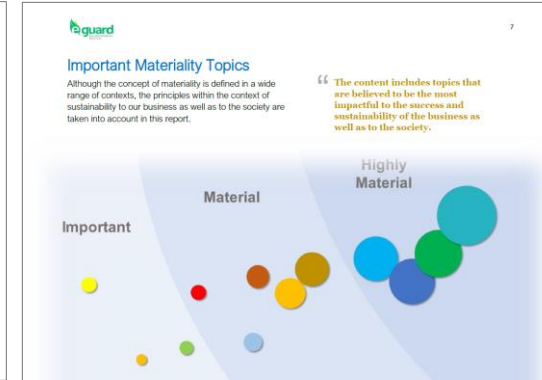 eguard
7
Important Materiality Topics
Although the concept of materiality is defined in a wide
range of contexts, the principles within the context of
sustainability to our business as well as to the society are
taken into account in this report.
“ The content includes topics that
are believed to be the most
impactful to the success and
sustainability of the business as
well as to the society.
Highly
Material
Material
Important